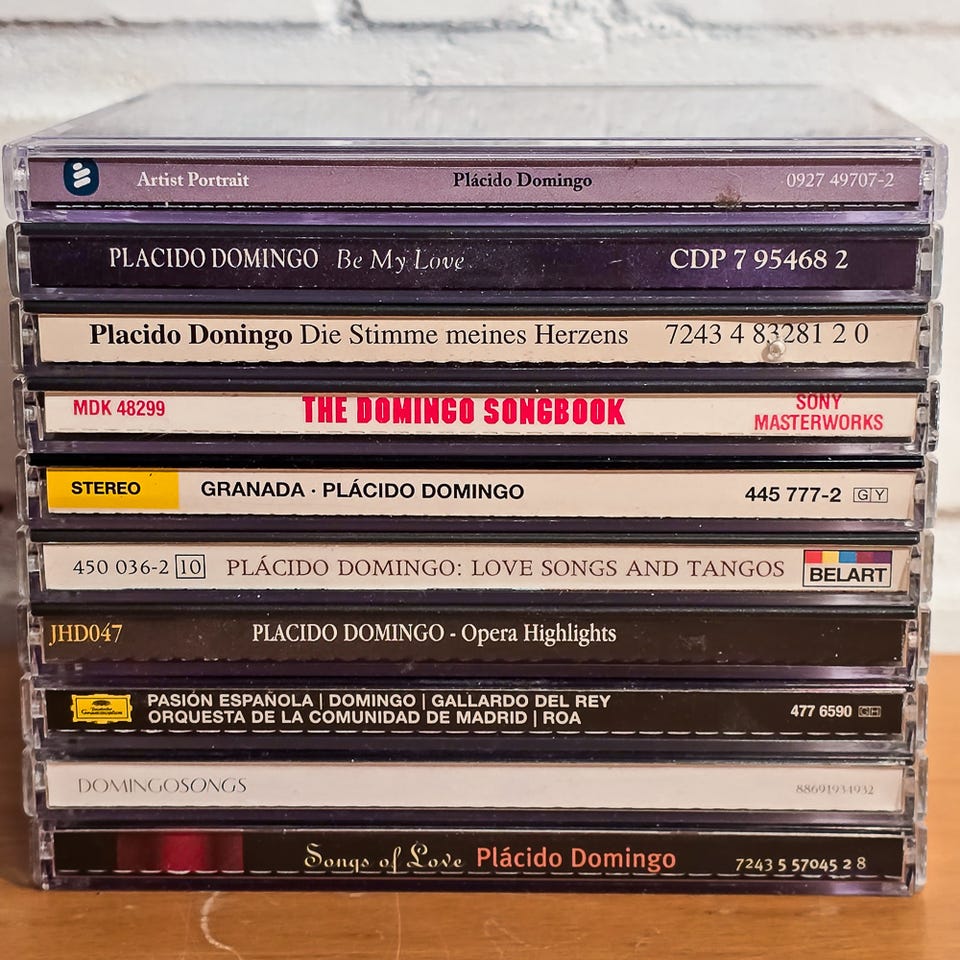 Artist Portrait Plácido Domingo 0927 49707-2
PLACIDO DOMINGO Be My Love CDP 7 95468 2
Placido Doningo Die Stimme meines Herzens 7243 4 83281 2 0
MDK 48299 THE DOMINGO SONGBOOK SONY
MASTERWORKS
STEREO GRANADA · PLÁCIDO DOMINGO 445 777-2 GY
450 036-2 10 PLÁCIDO DOMINGO: LOVE SONGS AND TANGOS BELART
JHD047 PLACIDO DOMINGO - Opera Highlights
Deutsche Grammophon PASIÓN ESPAÑOLA | DOMINGO | GALLARDO DEL REY
ORQUESTA DE LA COMUNIDAD DE MADRID | ROA 477 6590 GH
DOMINGOSONGS 88691934932
Songs of Love Plácido Domingo 7243 5 57045 2 8